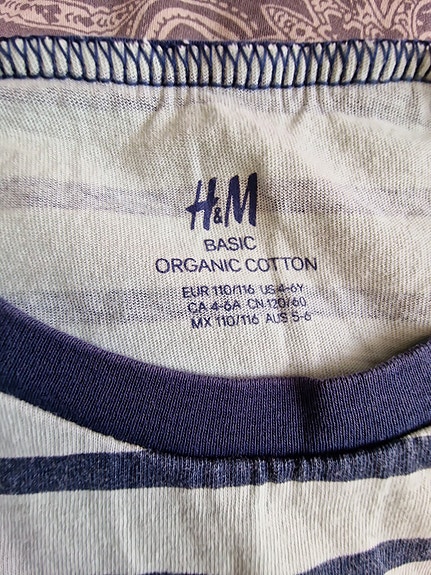 H&M
BASIC
ORGANIC COTTON
EUR 110/116 US 4-6Y
CA 4-6A CN 120/60
MX 110/116 AUS 5-6